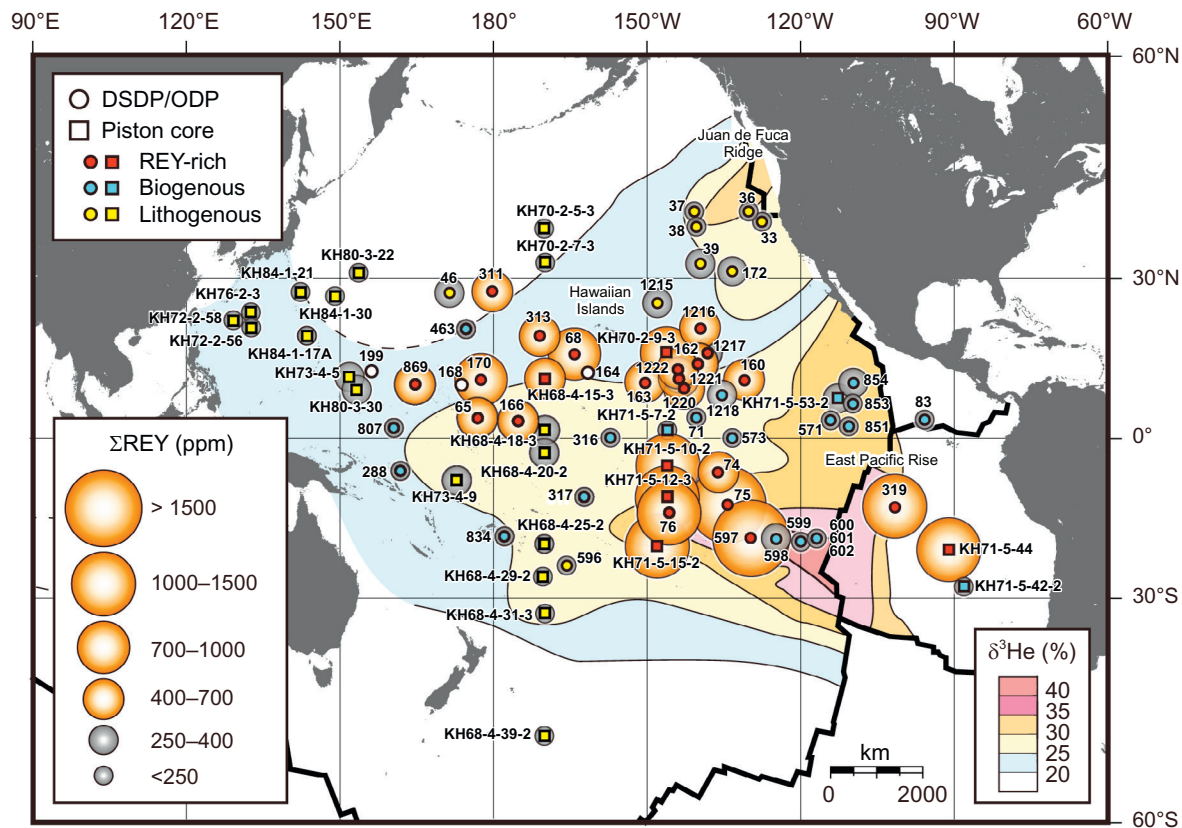 90°E 120°E 150°E 180° 150°W 120°W 90°W 60°W
60°N
DSDP/ODP
Piston core
REY-rich
Biogenous
Lithogenous
Juan de Fuca
Ridge
37
36
38
33
KH70-2-5-3
KH70-2-7-3
39
172
KH80-3-22
KH84-1-21
KH76-2-3
KH72-2-58
KH72-2-56
KH84-1-30
KH84-1-17A
30°N
46
311
1215
Hawaiian
Islands
463
313
1216
68
KH70-2-9-3
162
1217
199
KH73-4-5
869
170
168
164
1222
160
KH80-3-30
KH68-4-15-3
163
1221
1220
854
KH71-5-53-2
853
83
65
166
KH71-5-7-2
1218
571
851
807
KH68-4-18-3
316
71
573
0°
KH71-5-10-2
East Pacific Rise
288
KH68-4-20-2
74
KH73-4-9
KH71-5-12-3
317
75
319
KH68-4-25-2
76
599
600
601
602
834
597
598
KH71-5-44
596
KH71-5-15-2
KH68-4-29-2
KH71-5-42-2
30°S
KH68-4-31-3
KH68-4-39-2
ΣREY (ppm)
> 1500
1000–1500
700–1000
400–700
250–400
<250
km
0 2000
δ³He (%)
40
35
30
25
20
60°S